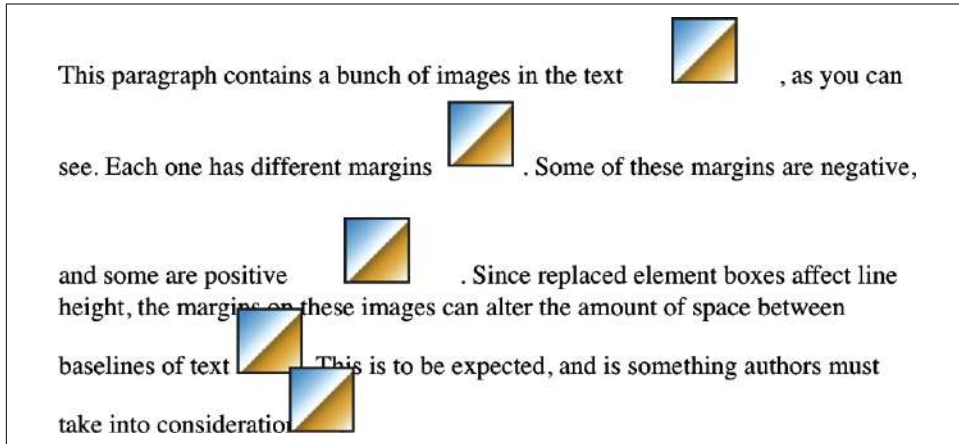 This paragraph contains a bunch of images in the text , as you can
see. Each one has different margins . Some of these margins are negative,
and some are positive . Since replaced element boxes affect line
height, the margins on these images can alter the amount of space between
baselines of text This is to be expected, and is something authors must
take into consideration